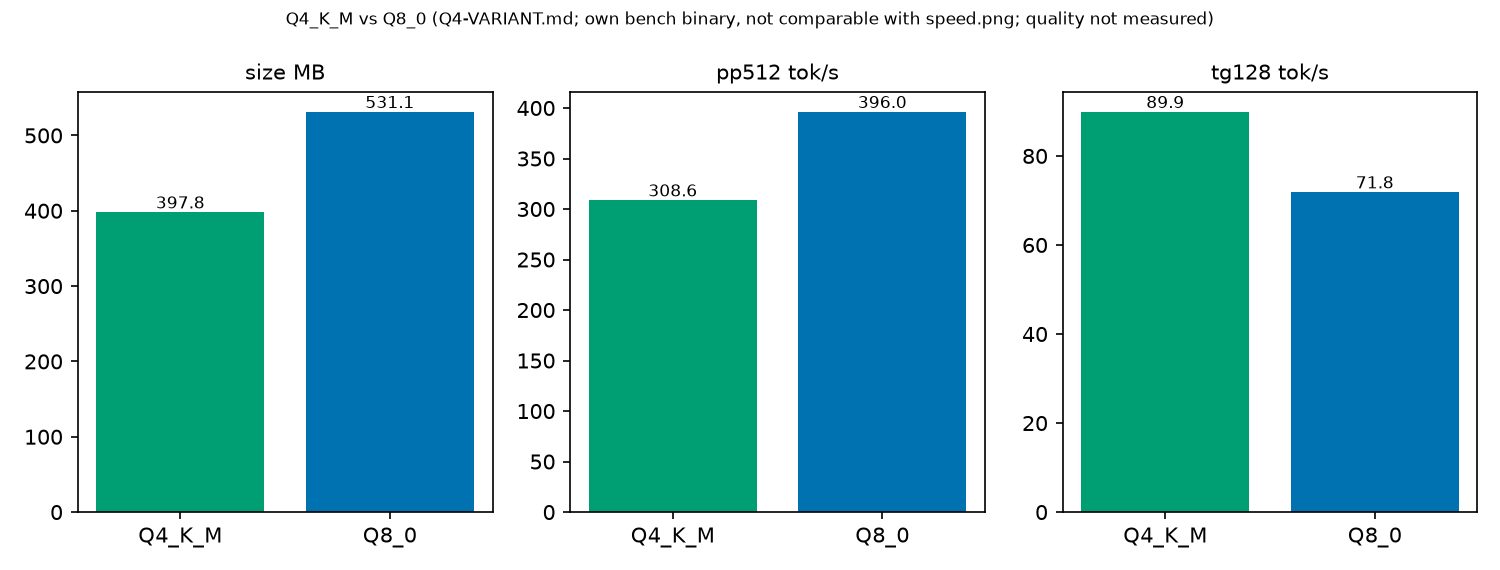 Q4_K_M vs Q8_0 (Q4-VARIANT.md; own bench binary, not comparable with speed.png; quality not measured)
size MB
531.1
397.8
500
400
300
200
100
0
Q4_K_M
Q8_0
pp512 tok/s
396.0
308.6
400
350
300
250
200
150
100
50
0
Q4_K_M
Q8_0
tg128 tok/s
89.9
71.8
80
60
40
20
0
Q4_K_M
Q8_0